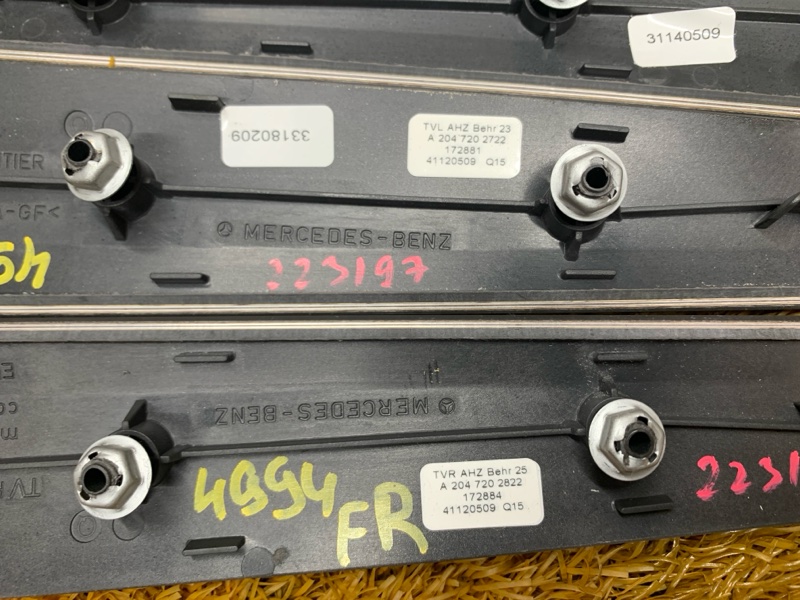 31140509
33180209
TVL AHZ Behr 23
A 204 720 2722
172881
41120509 Q15
TIER
-GF<
MERCEDES-BENZ
223197
MERCEDES-BENZ
4994
FR
TVR AHZ Behr 25
A 204 720 2822
172884
41120509 Q15
2231
TV